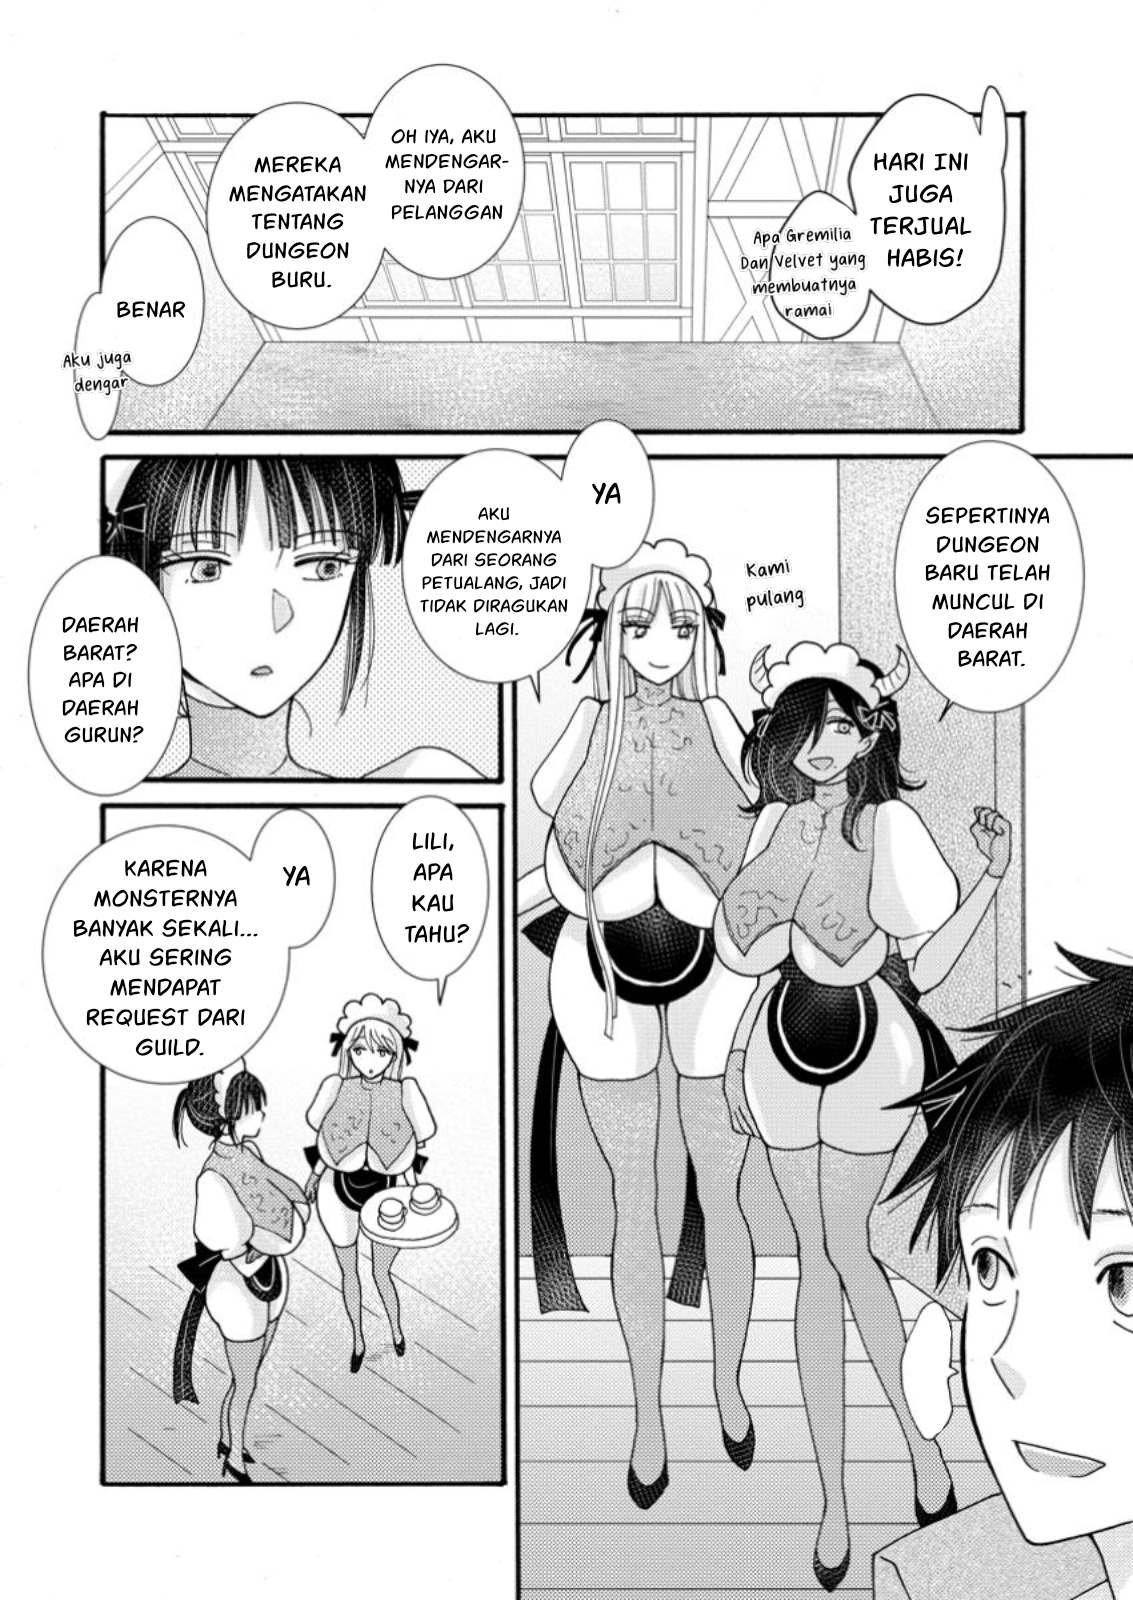 HARI INI
JUGA
TERJUAL
HABIS!
Apa Gremilia
Dan Velvet yang
membuatnya
ramai
OH IYA, AKU
MENDENGAR-
NYA DARI
PELANGGAN
MEREKA
MENGATAKAN
TENTANG
DUNGEON
BURU.
BENAR
Aku juga
dengar
SEPERTINYA
DUNGEON
BARU TELAH
MUNCUL DI
DAERAH
BARAT.
Kami
pulang
YA
AKU
MENDENGARNYA
DARI SEORANG
PETUALANG, JADI
TIDAK DIRAGUKAN
LAGI.
DAERAH
BARAT?
APA DI
DAERAH
GURUN?
LILI,
APA
KAU
TAHU?
YA
KARENA
MONSTERNYA
BANYAK SEKALI...
AKU SERING
MENDAPAT
REQUEST DARI
GUILD.